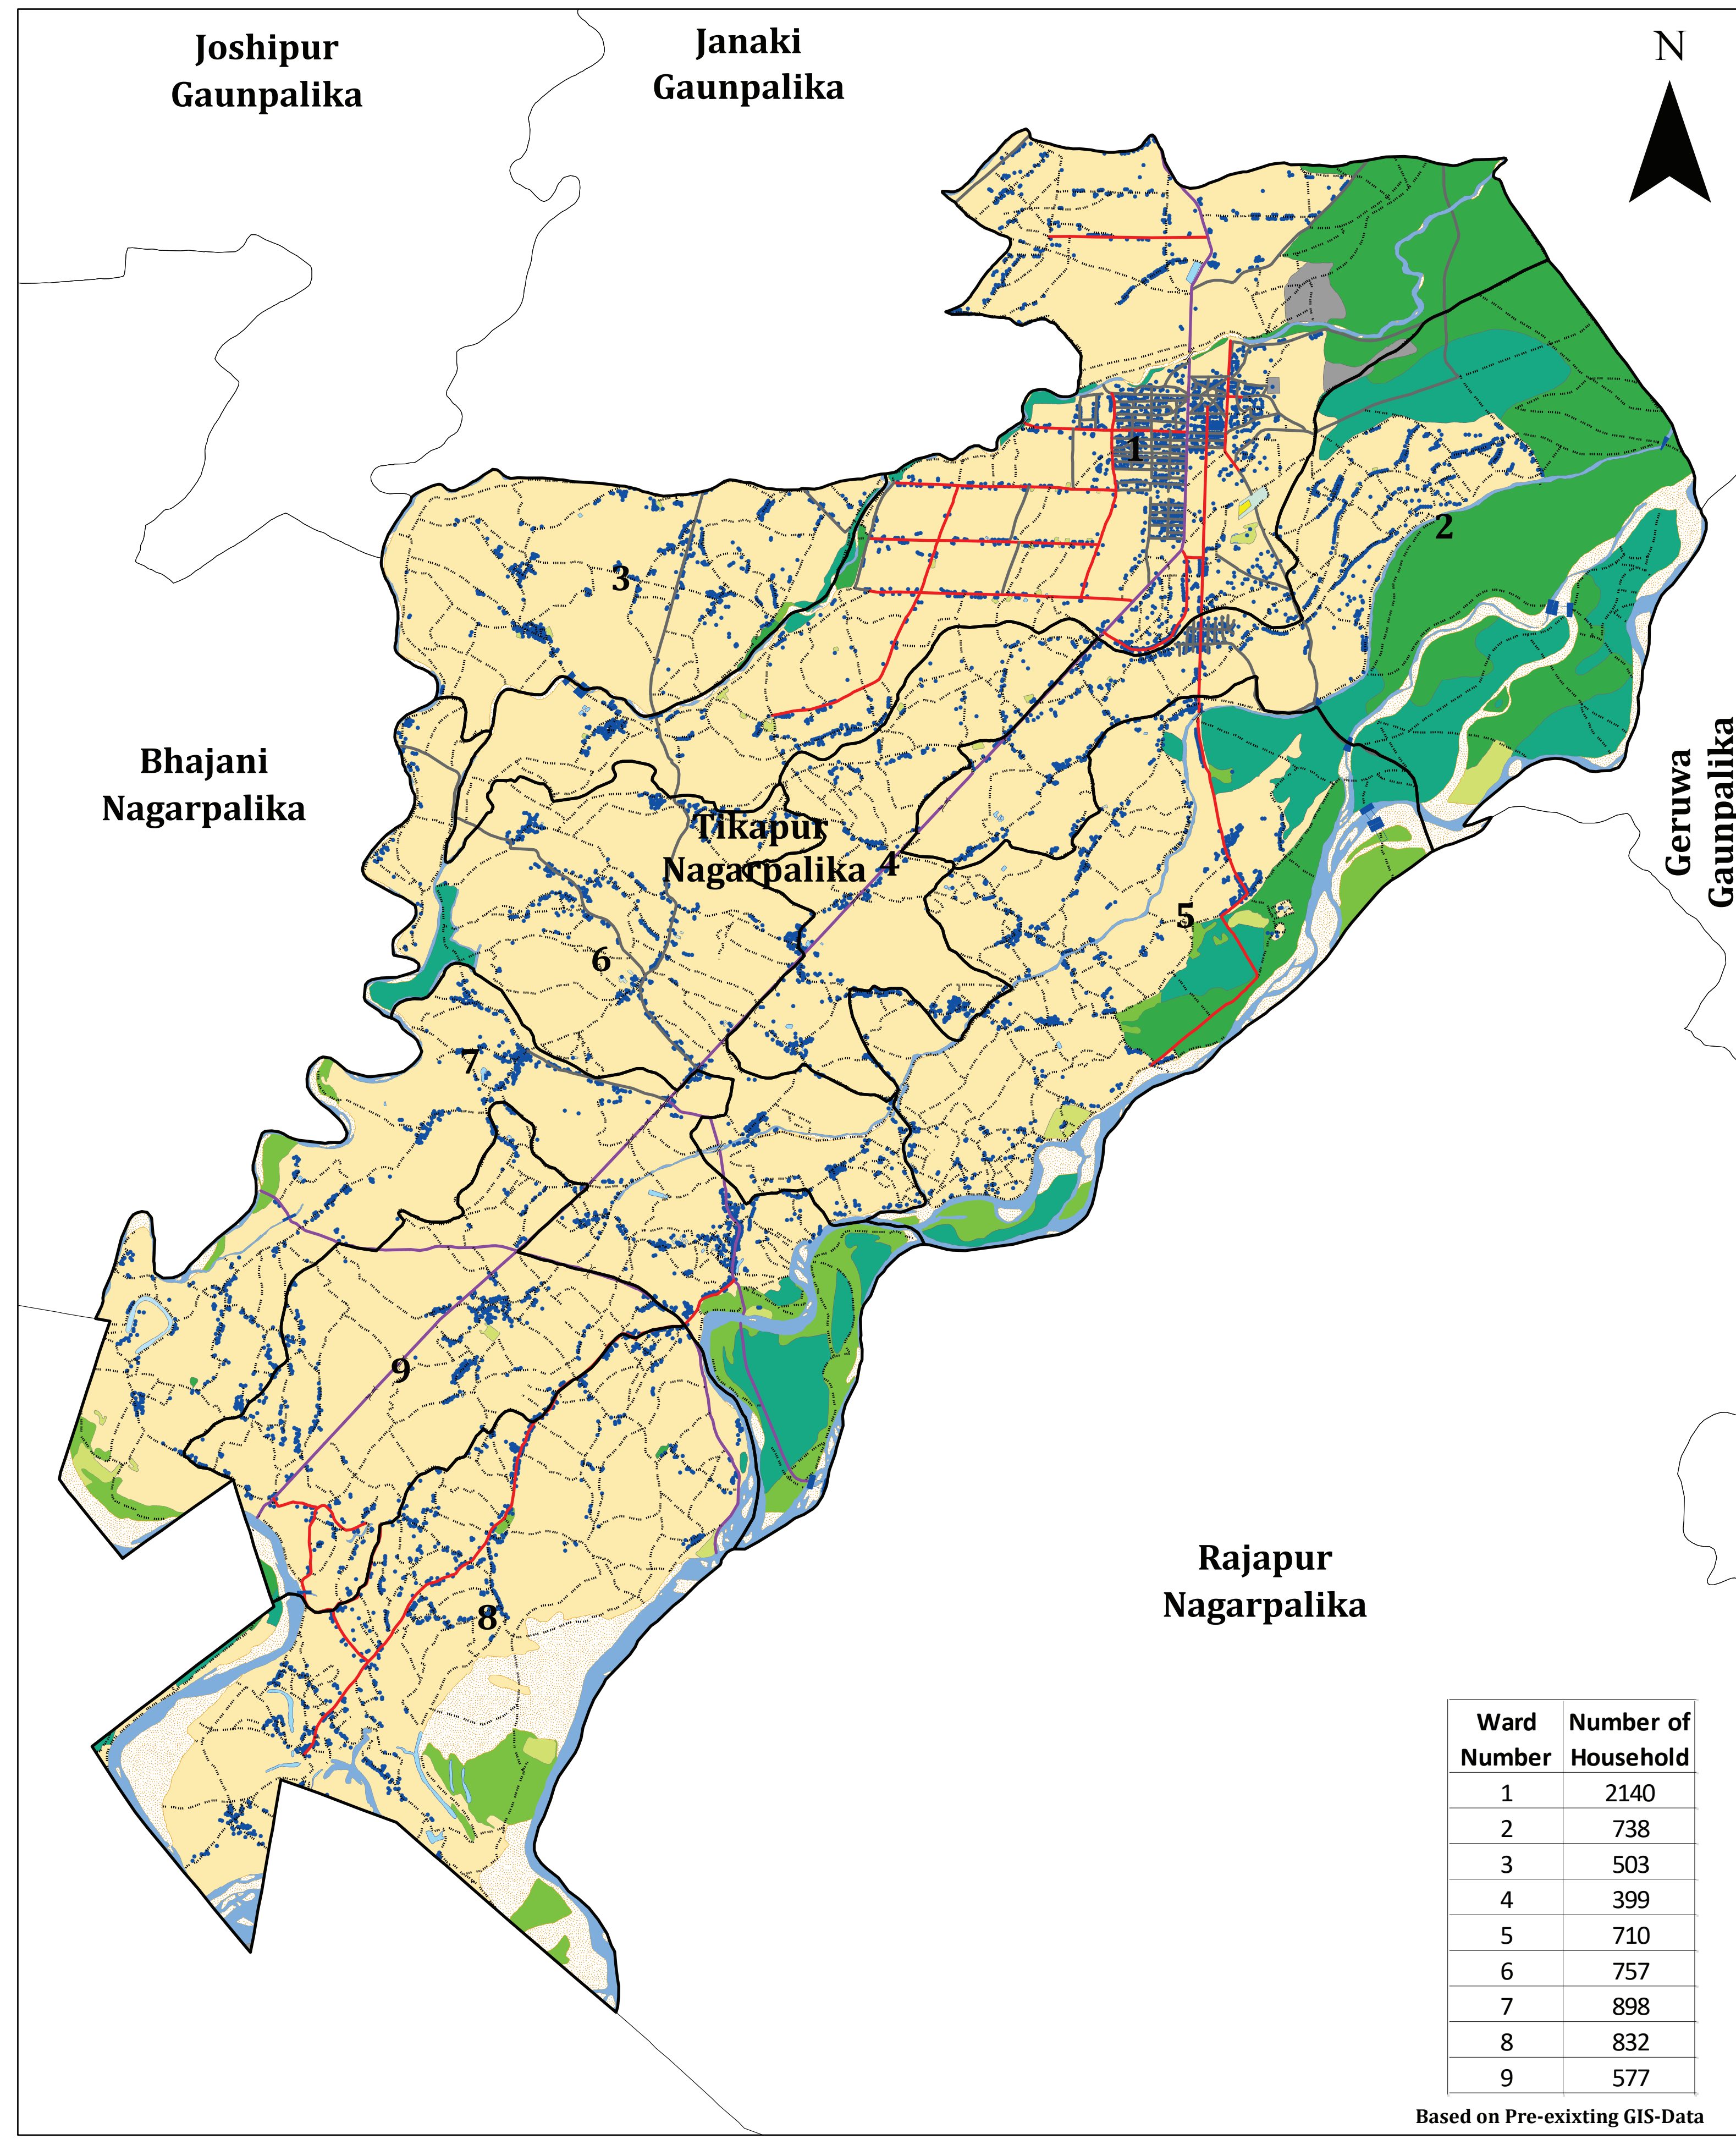 Joshipur
Gaunpalika
Janaki
Gaunpalika
N
1
2
3
Bhajani
Nagarpalika
Geruwa
Gaunpalika
Tikapur
Nagarpalika
4
5
6
7
9
8
Rajapur
Nagarpalika
Ward Number of
Number Household
1 2140
2 738
3 503
4 399
5 710
6 757
7 898
8 832
9 577
Based on Pre-exixting GIS-Data